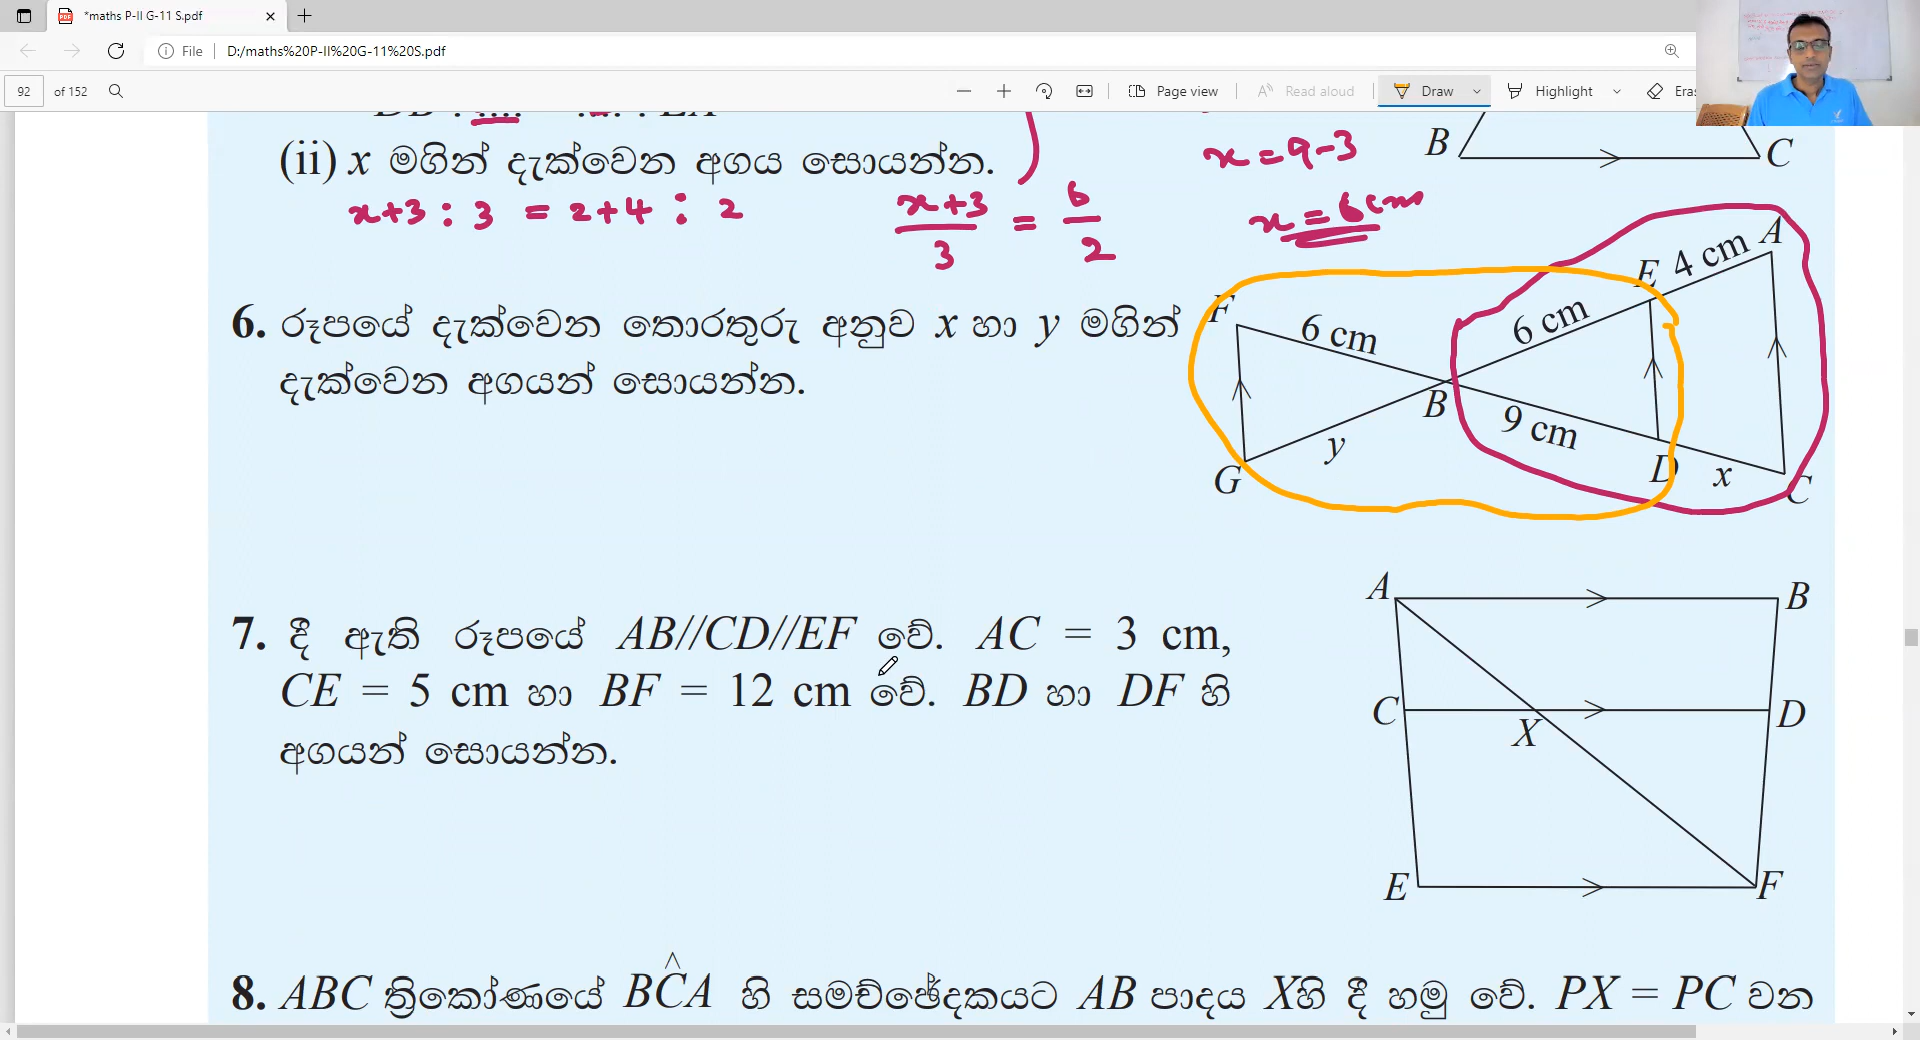 *maths P-II G-11 S.pdf
File D:/maths%20P-II%20G-11%20S.pdf
92 of 152 Page view Read aloud Draw Highlight
(ii) x මගින් දැක්වෙන අගය සොයන්න.
x+3 : 3 = 2+4 : 2
x+3 / 3 = 6 / 2
x = 9-3
x = 6cm
B C
6. රූපයේ දැක්වෙන තොරතුරු අනුව x හා y මගින්
දැක්වෙන අගයන් සොයන්න.
A
4 cm
E
F
6 cm
6 cm
B
9 cm
y
G
D
x
C
7. දී ඇති රූපයේ AB//CD//EF වේ. AC = 3 cm,
CE = 5 cm හා BF = 12 cm වේ. BD හා DF හි
අගයන් සොයන්න.
A B
C X D
E F
8. ABC ත්‍රිකෝණයේ BĈA හි සමච්ඡේදකයට AB පාදය Xහි දී හමු වේ. PX = PC වන